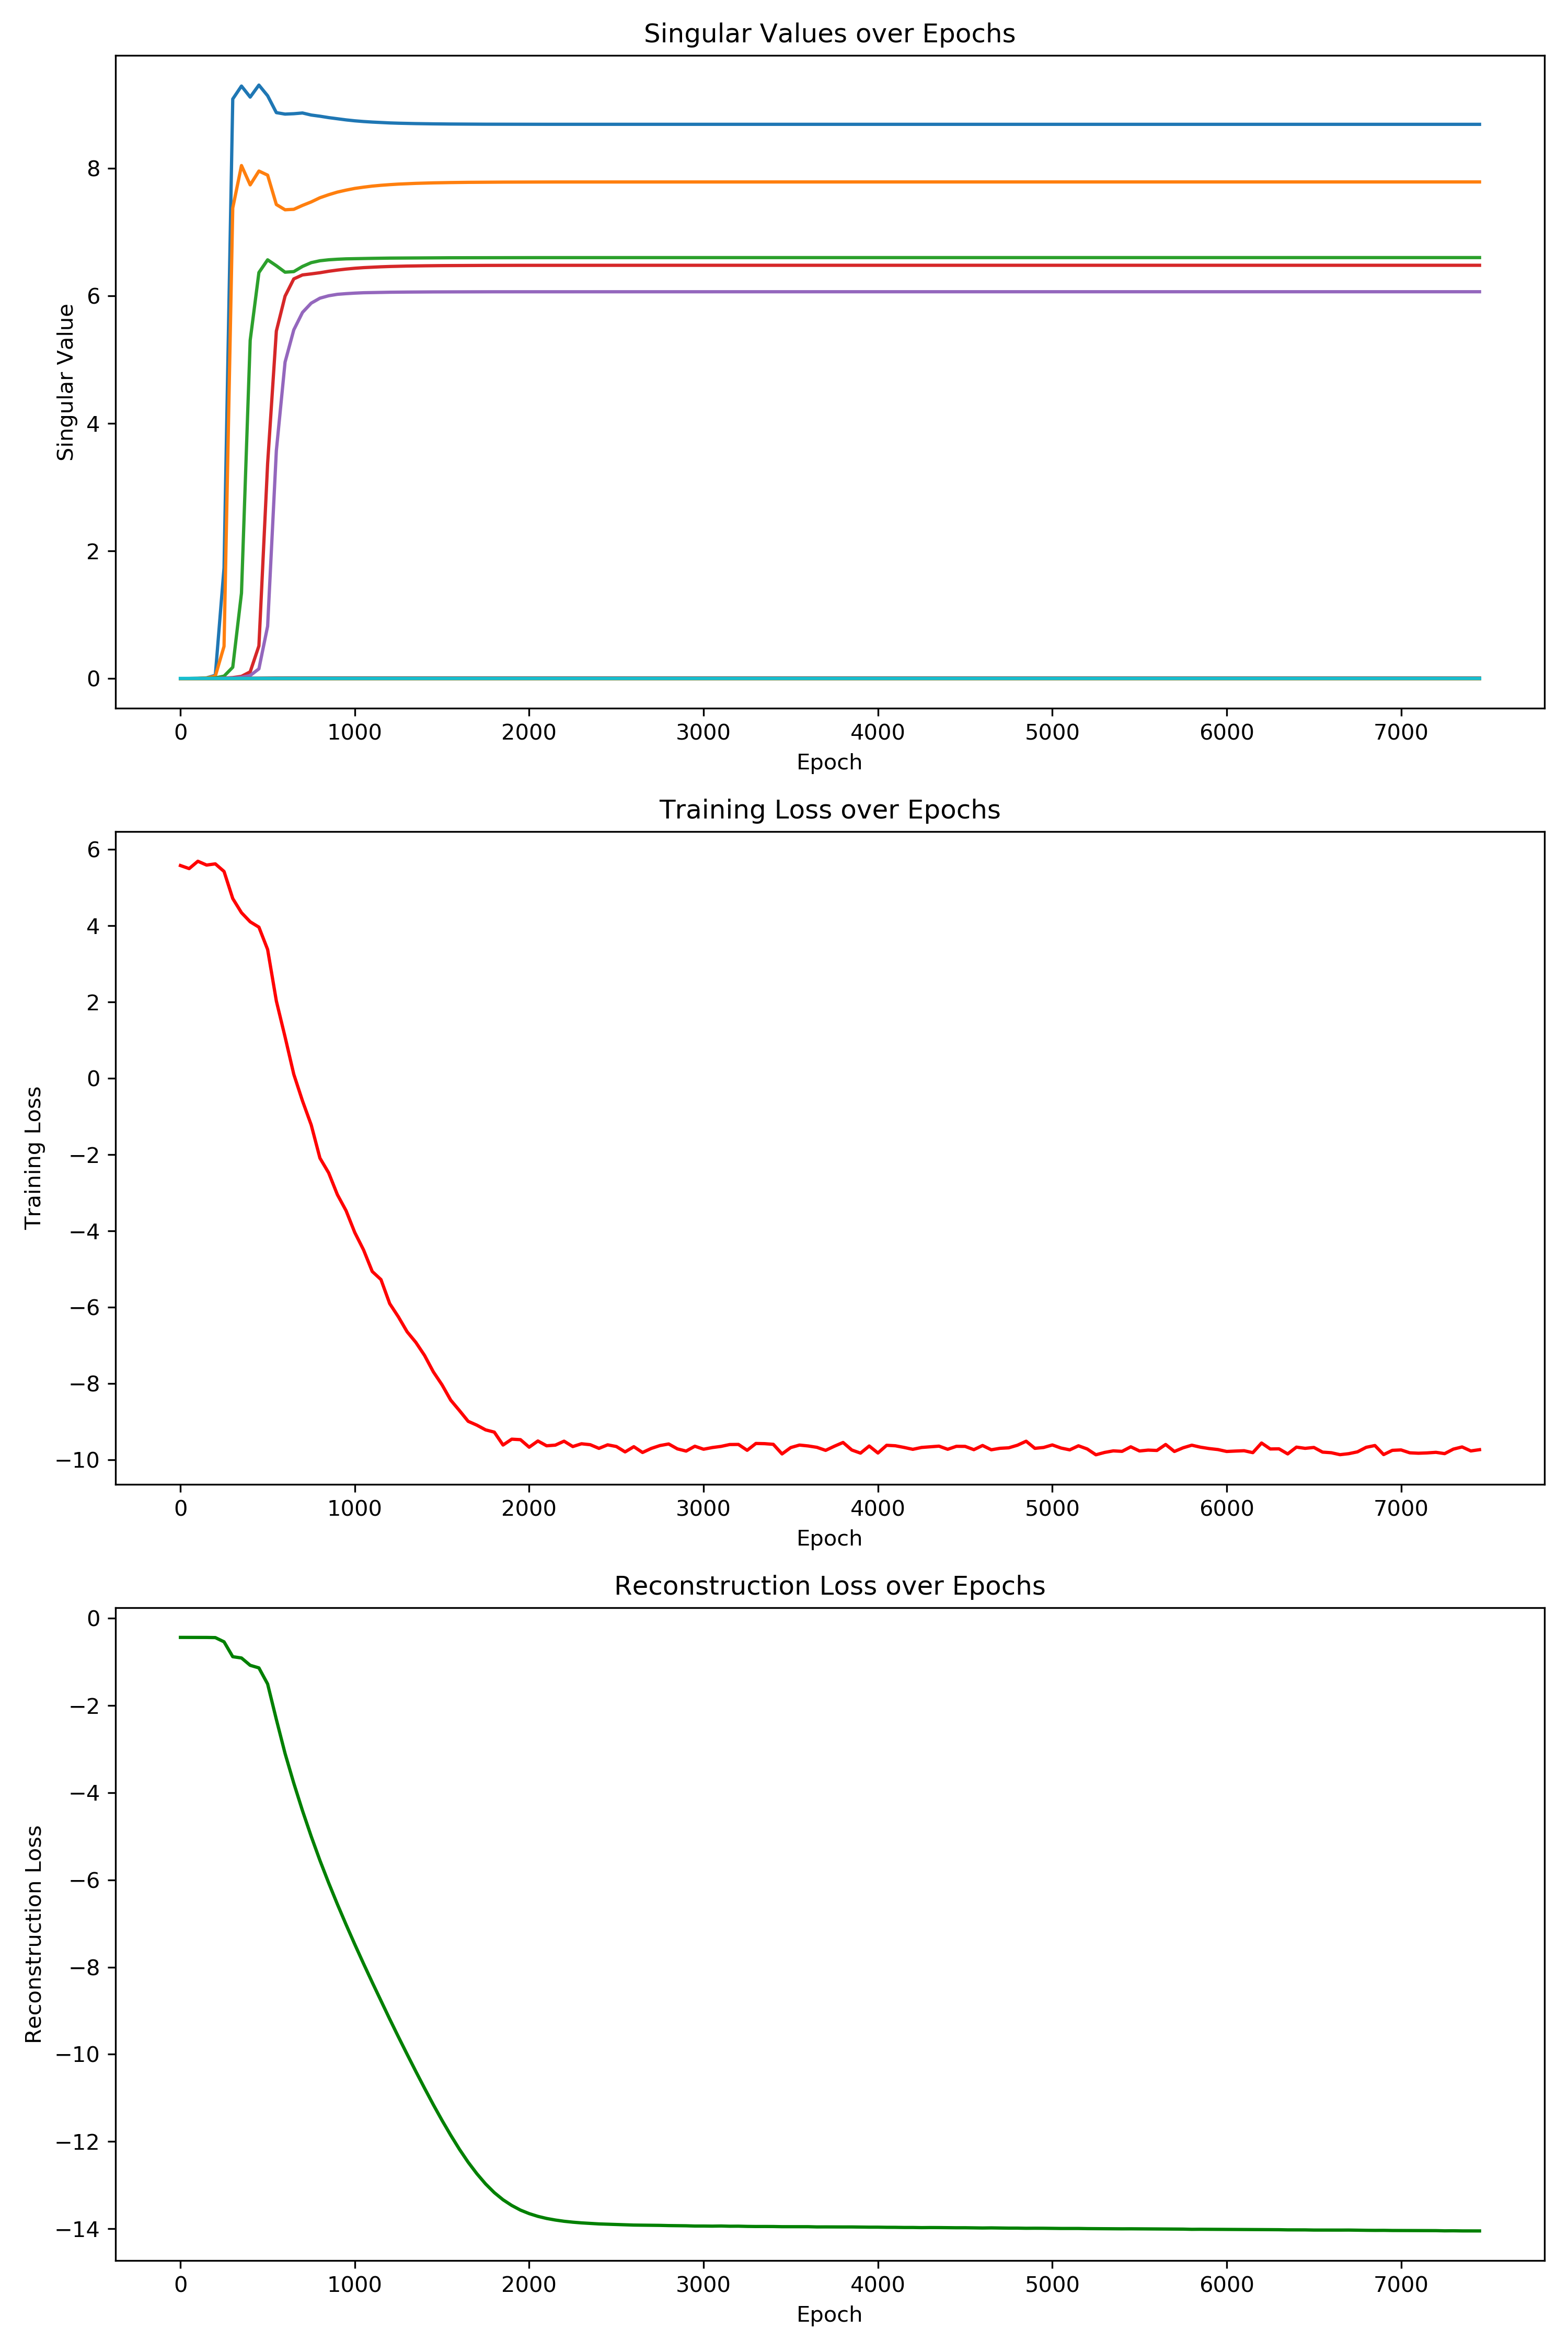 Singular Values over Epochs
Singular Value
8
6
4
2
0
0 1000 2000 3000 4000 5000 6000 7000
Epoch
Training Loss over Epochs
Training Loss
6
4
2
0
−2
−4
−6
−8
−10
0 1000 2000 3000 4000 5000 6000 7000
Epoch
Reconstruction Loss over Epochs
Reconstruction Loss
0
−2
−4
−6
−8
−10
−12
−14
0 1000 2000 3000 4000 5000 6000 7000
Epoch